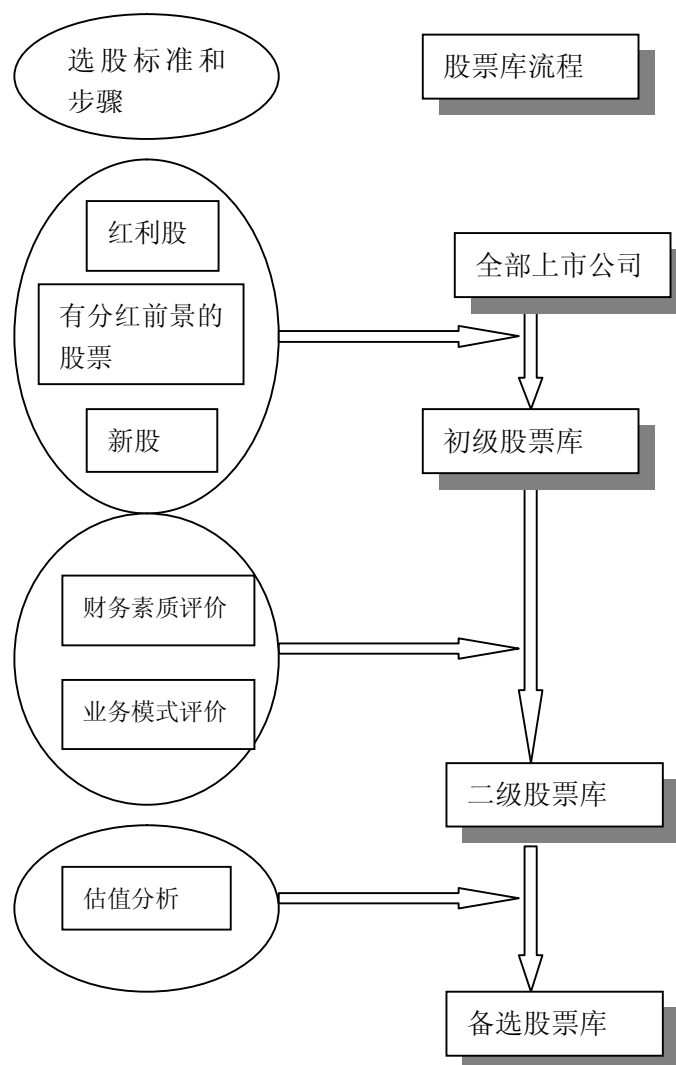 选股标准和
步骤
股票库流程
红利股
全部上市公司
有分红前景的
股票
新股
初级股票库
财务素质评价
业务模式评价
二级股票库
估值分析
备选股票库